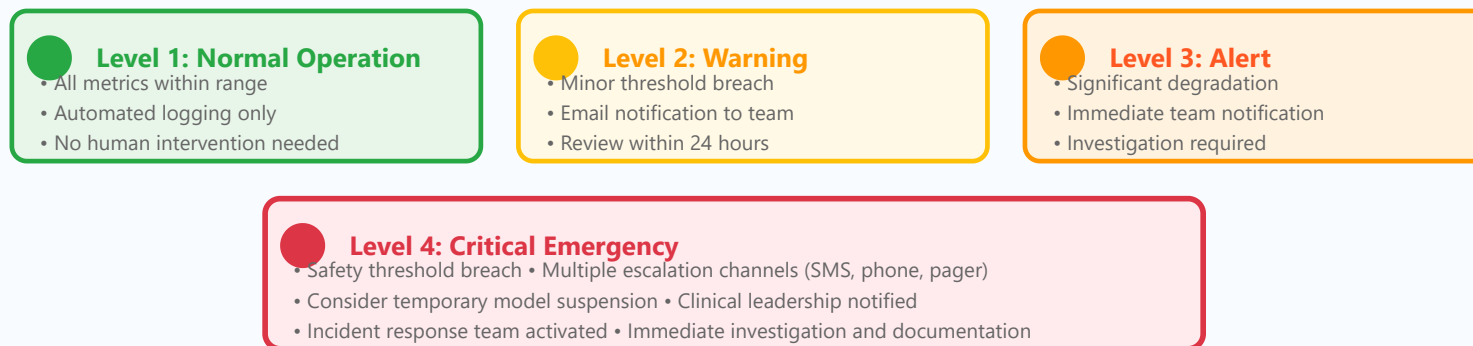 Level 1: Normal Operation
• All metrics within range
• Automated logging only
• No human intervention needed
Level 2: Warning
• Minor threshold breach
• Email notification to team
• Review within 24 hours
Level 3: Alert
• Significant degradation
• Immediate team notification
• Investigation required
Level 4: Critical Emergency
• Safety threshold breach • Multiple escalation channels (SMS, phone, pager)
• Consider temporary model suspension • Clinical leadership notified
• Incident response team activated • Immediate investigation and documentation